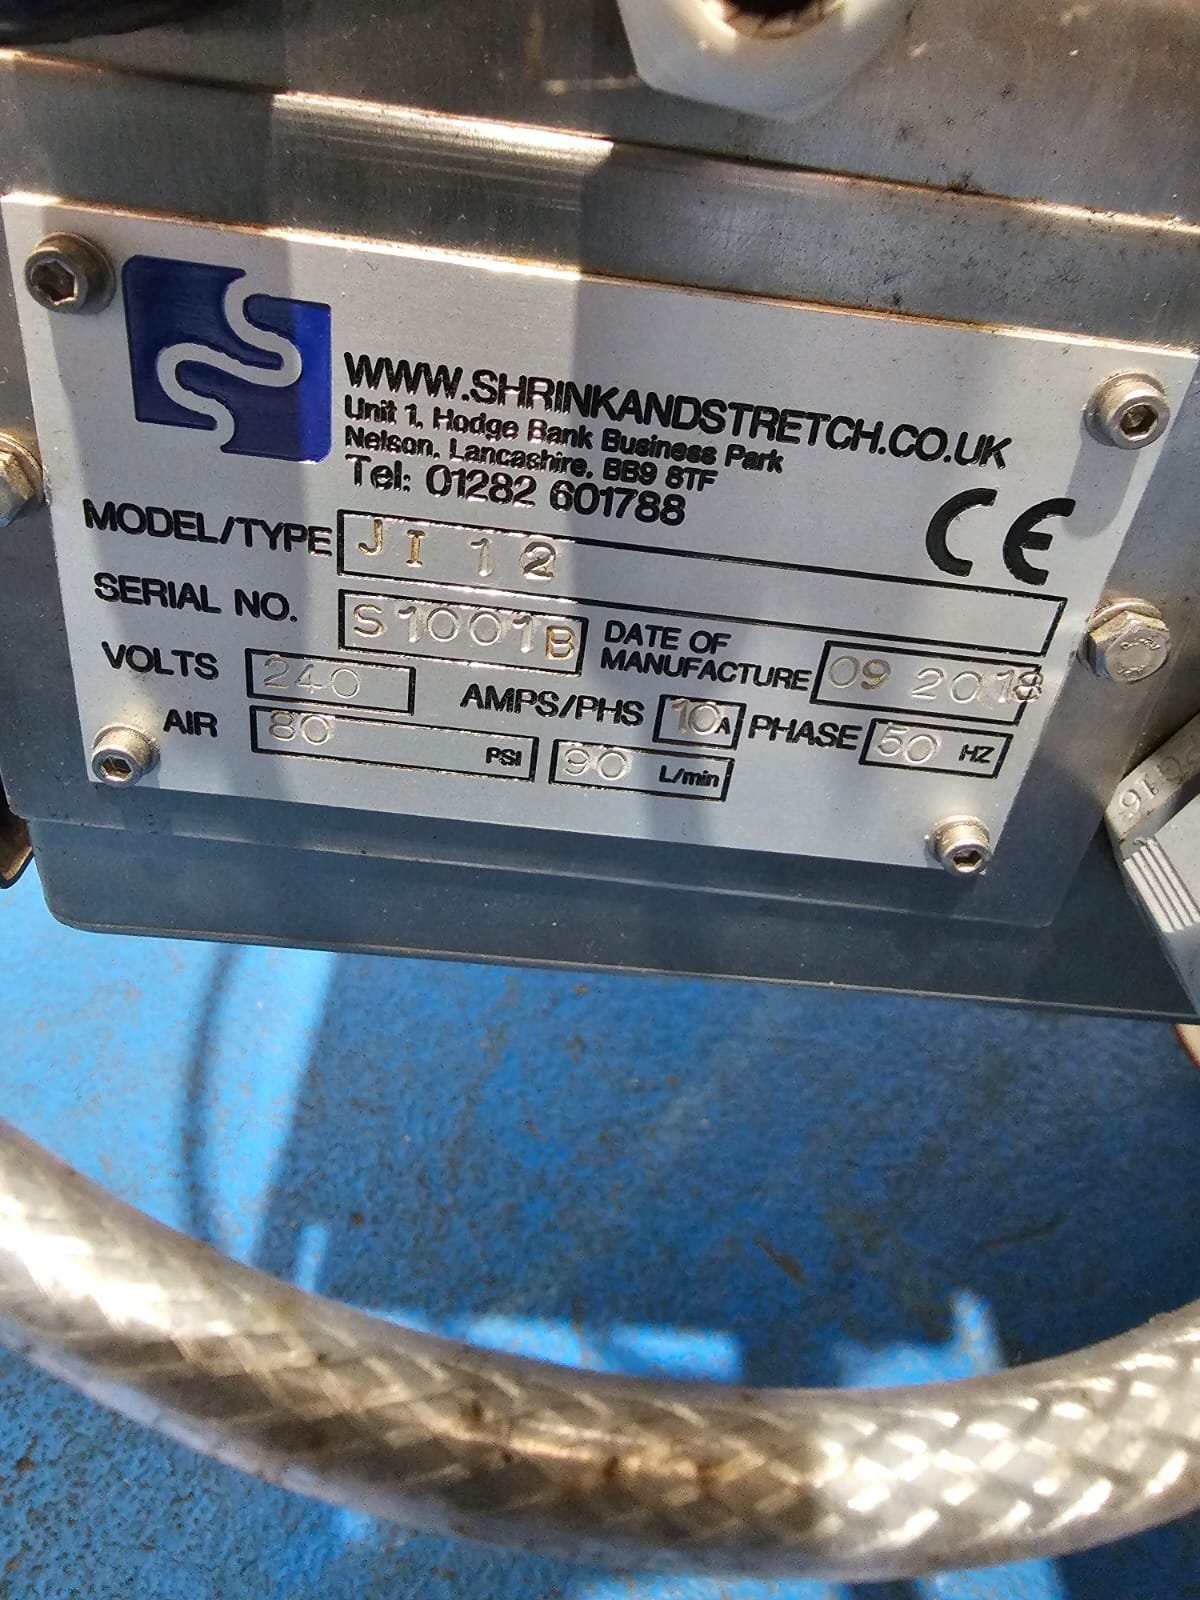 WWW.SHRINKANDSTRETCH.CO.UK
Unit 1, Hodge Bank Business Park
Nelson, Lancashire, BB9 8TF
Tel: 01282 601788
CE
MODEL/TYPE JI 12
SERIAL NO. S1001B DATE OF MANUFACTURE 09 2018
VOLTS 240 AMPS/PHS 10A PHASE 50 HZ
AIR 80 PSI 90 L/min